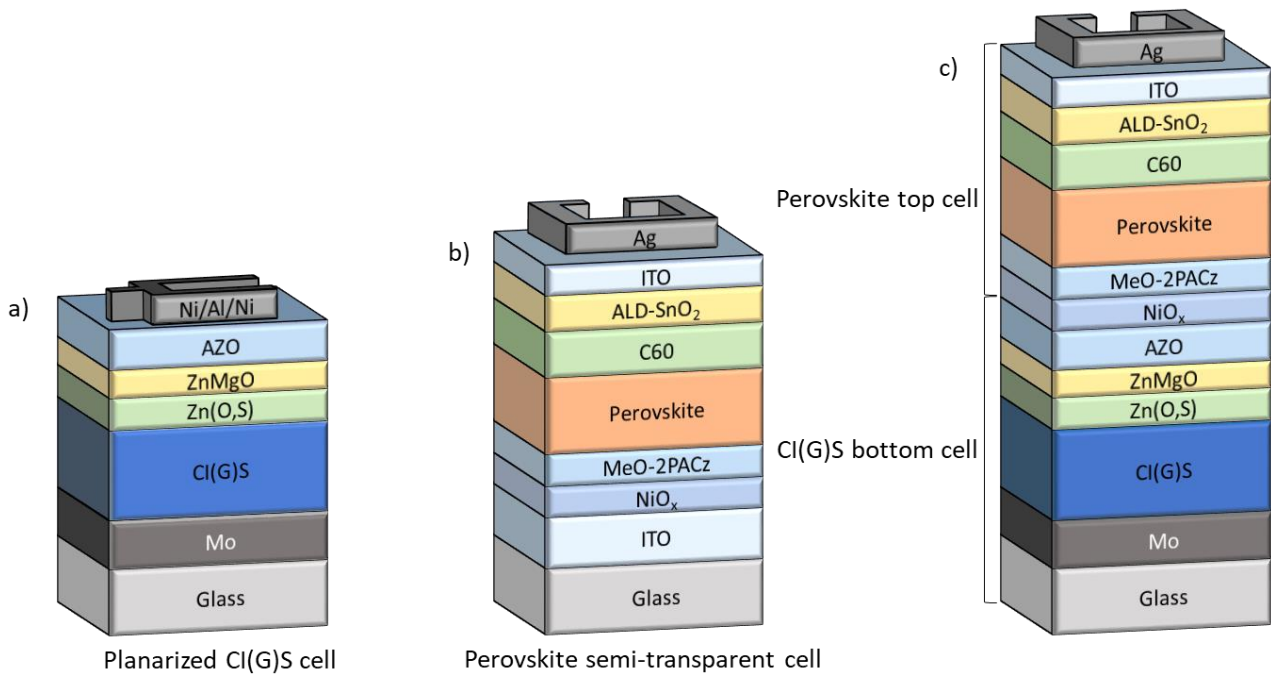 a)
Ni/Al/Ni
AZO
ZnMgO
Zn(O,S)
CI(G)S
Mo
Glass
Planarized CI(G)S cell
b)
Ag
ITO
ALD-SnO₂
C60
Perovskite
MeO-2PACz
NiOₓ
ITO
Glass
Perovskite semi-transparent cell
c)
Perovskite top cell
CI(G)S bottom cell
Ag
ITO
ALD-SnO₂
C60
Perovskite
MeO-2PACz
NiOₓ
AZO
ZnMgO
Zn(O,S)
CI(G)S
Mo
Glass